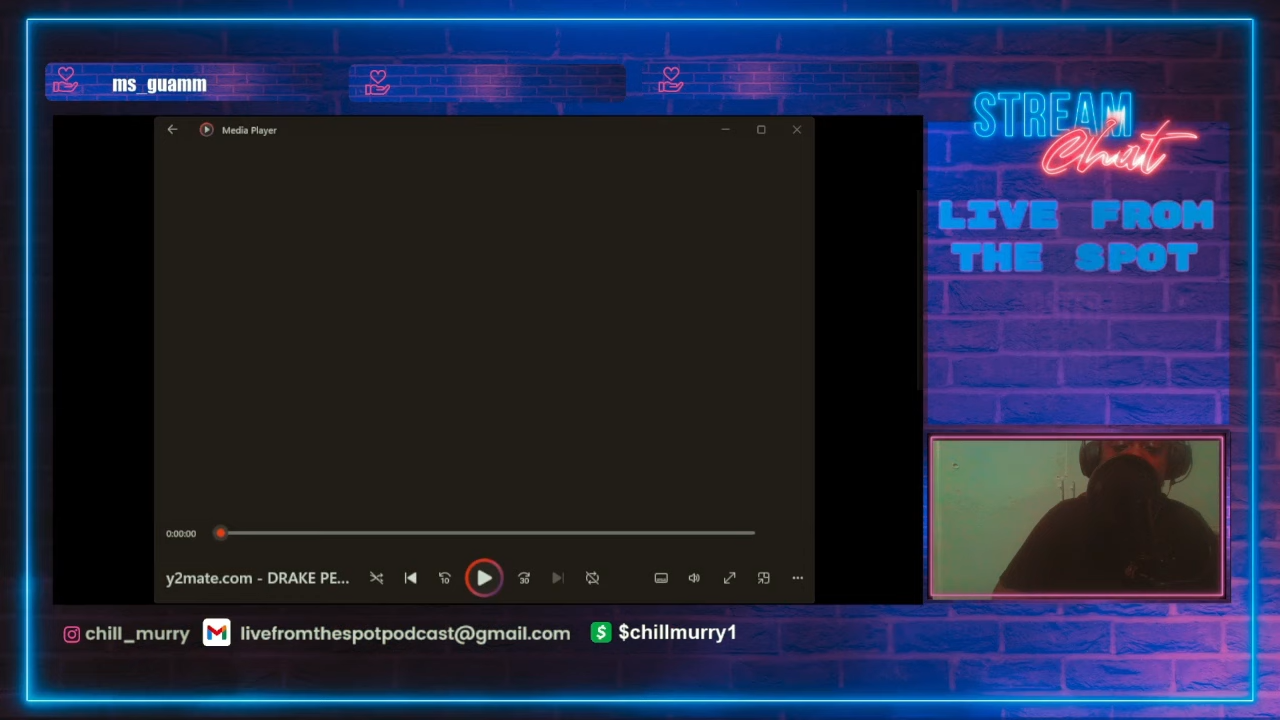 ms_guamm
Media Player
STREAM
Chat
LIVE FROM
THE SPOT
0:00:00
y2mate.com - DRAKE PE...
10
30
chill_murry
livefromthespotpodcast@gmail.com
$chillmurry1